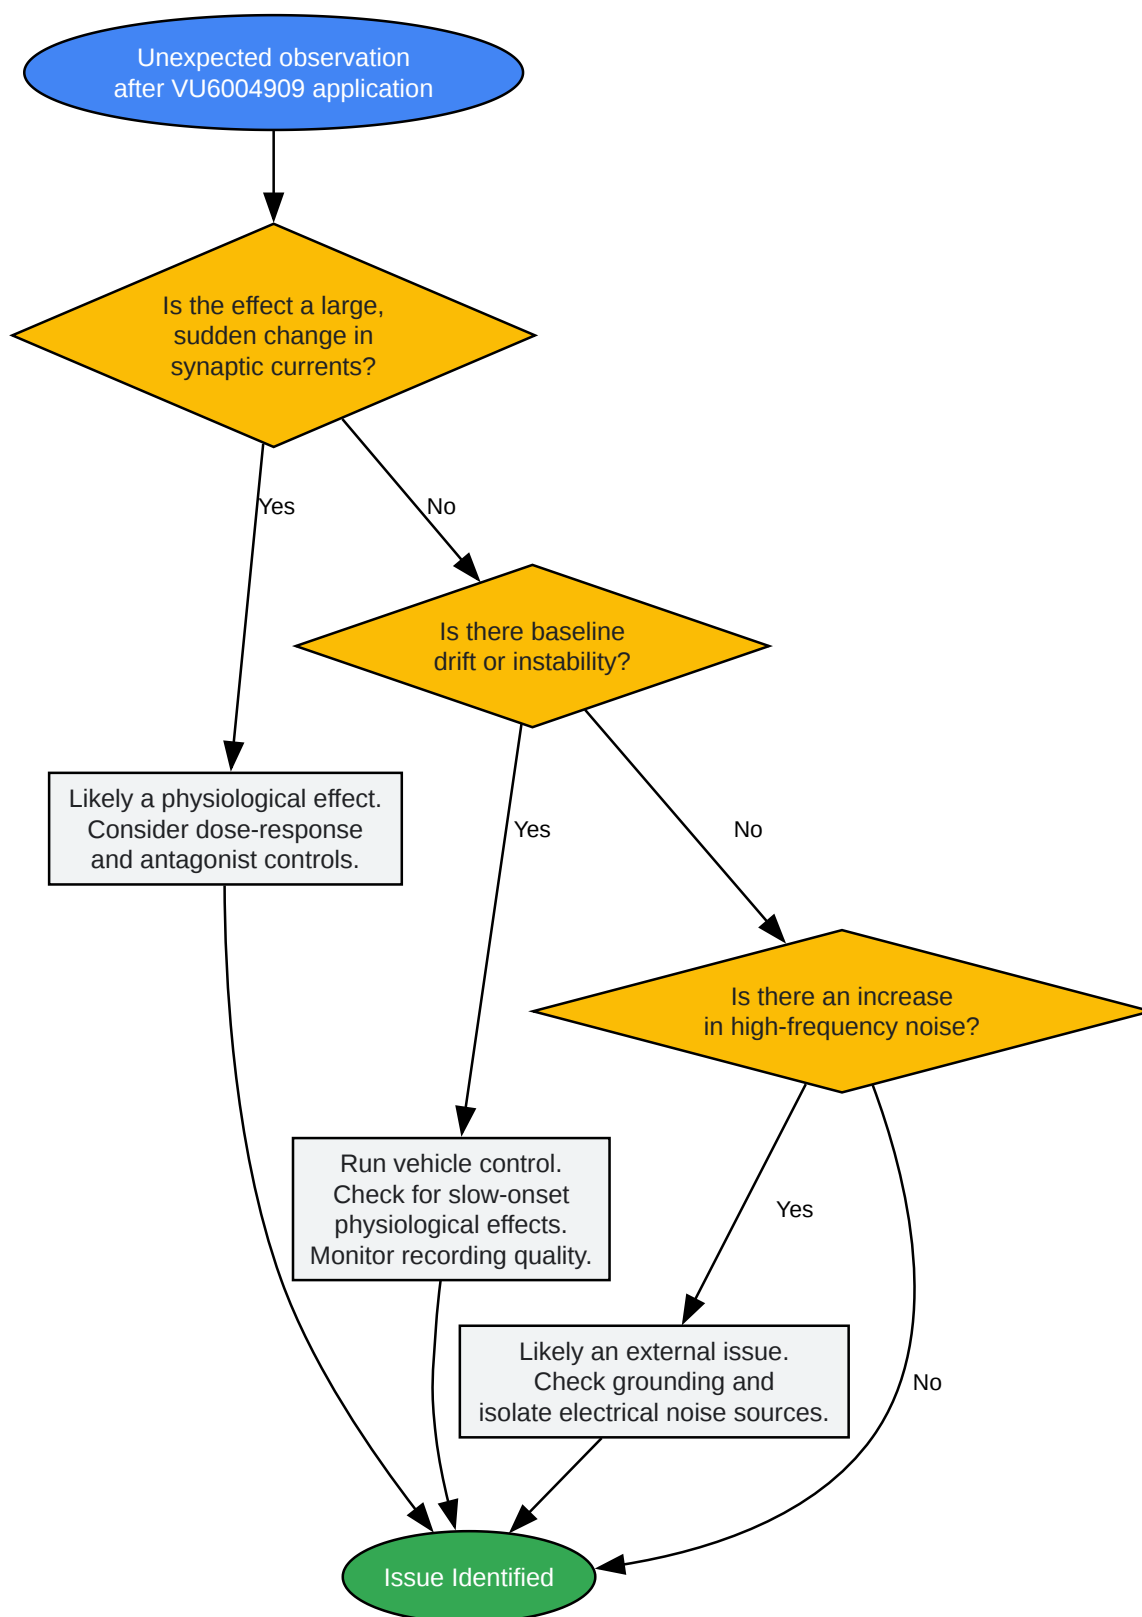 Unexpected observation
after VU6004909 application
Is the effect a large,
sudden change in
synaptic currents?
Yes
No
Is there baseline
drift or instability?
Likely a physiological effect.
Consider dose-response
and antagonist controls.
Yes
No
Is there an increase
in high-frequency noise?
Run vehicle control.
Check for slow-onset
physiological effects.
Monitor recording quality.
Yes
Likely an external issue.
Check grounding and
isolate electrical noise sources.
No
Issue Identified